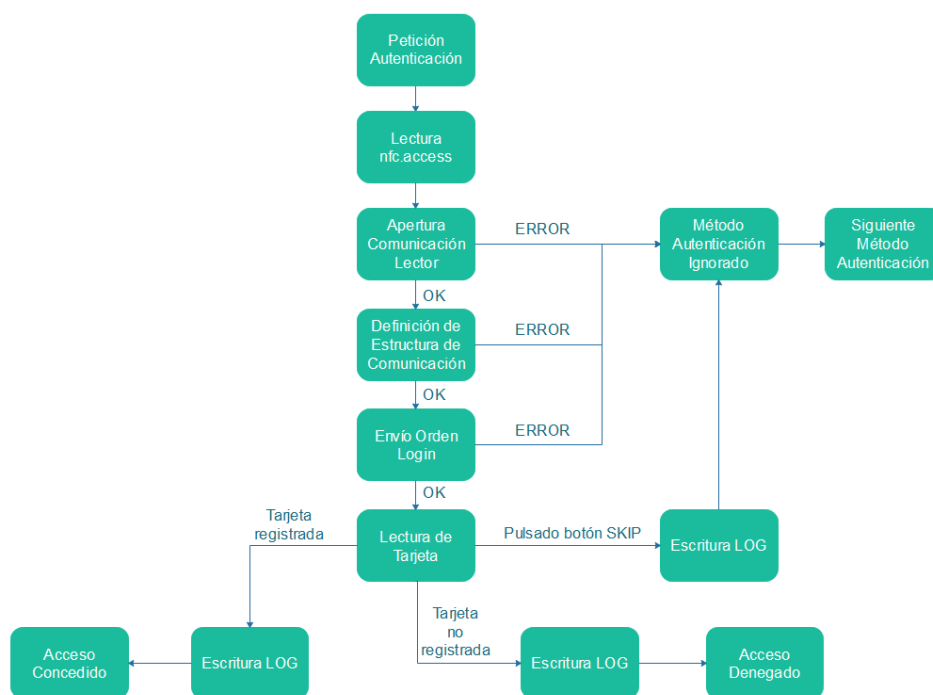 Petición
Autenticación
Lectura
nfc.access
Apertura
Comunicación
Lector
ERROR
Método
Autenticación
Ignorado
Siguiente
Método
Autenticación
OK
Definición de
Estructura de
Comunicación
ERROR
OK
Envío Orden
Login
ERROR
OK
Tarjeta
registrada
Lectura de
Tarjeta
Pulsado botón SKIP
Escritura LOG
Tarjeta
no
registrada
Acceso
Concedido
Escritura LOG
Escritura LOG
Acceso
Denegado